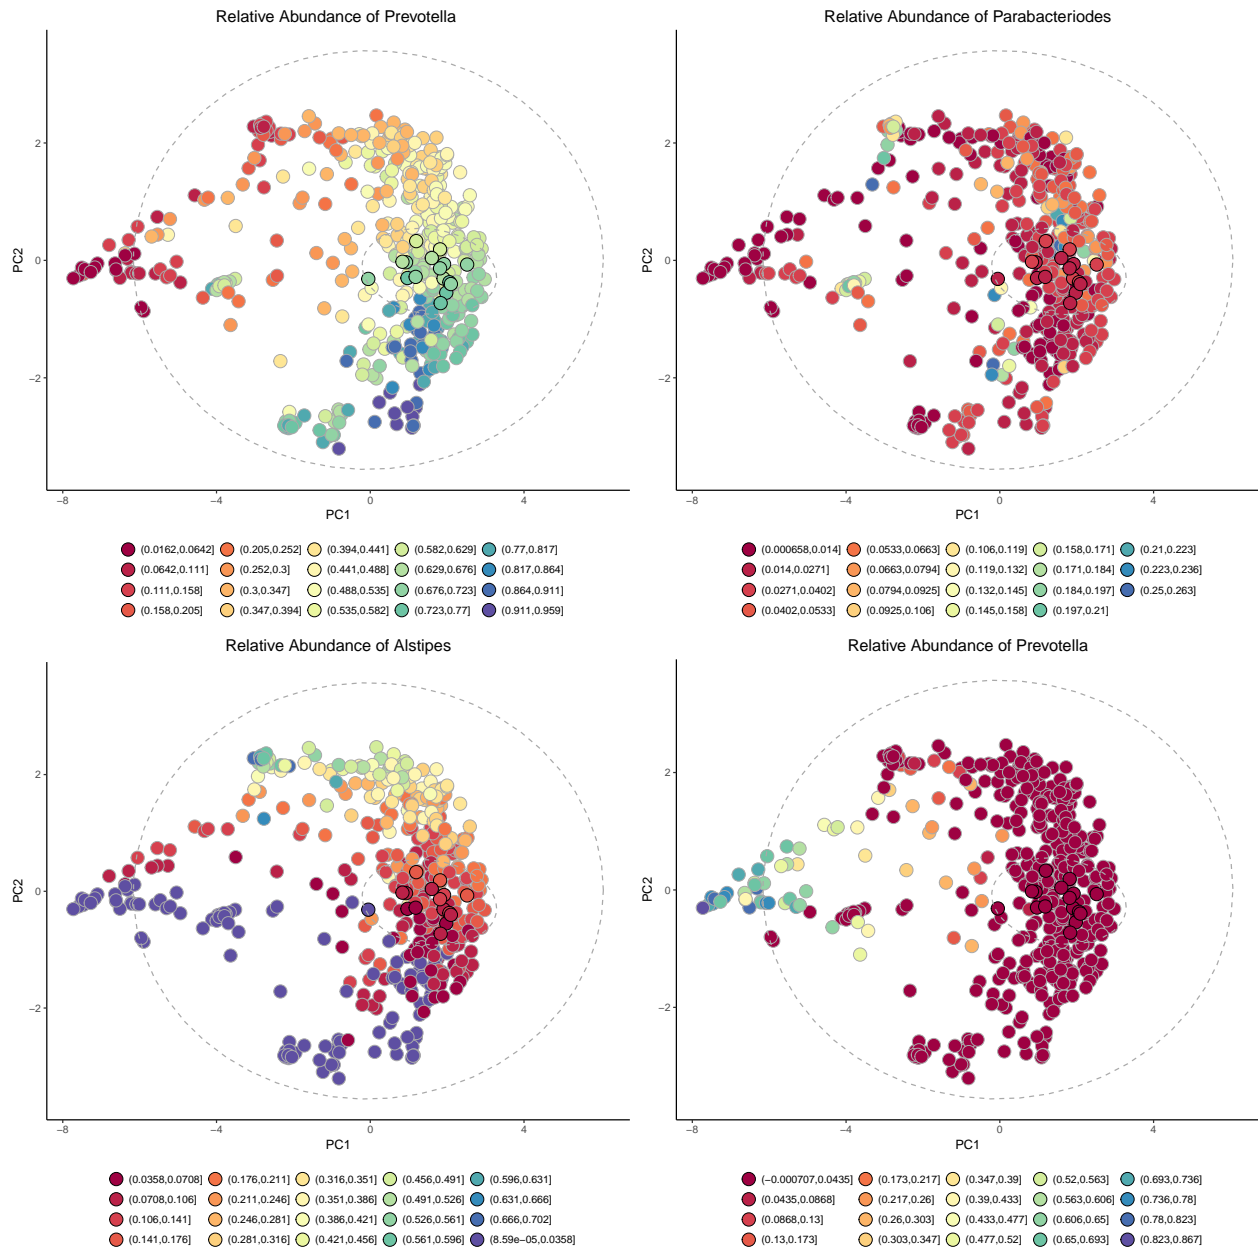 Relative Abundance of Prevotella
PC2
2
0
−2
−8
−4
0
4
PC1
(0.0162,0.0642] (0.205,0.252] (0.394,0.441] (0.582,0.629] (0.77,0.817]
(0.0642,0.111] (0.252,0.3] (0.441,0.488] (0.629,0.676] (0.817,0.864]
(0.111,0.158] (0.3,0.347] (0.488,0.535] (0.676,0.723] (0.864,0.911]
(0.158,0.205] (0.347,0.394] (0.535,0.582] (0.723,0.77] (0.911,0.959]
Relative Abundance of Parabacteriodes
PC2
2
0
−2
−8
−4
0
4
PC1
(0.000658,0.014] (0.0533,0.0663] (0.106,0.119] (0.158,0.171] (0.21,0.223]
(0.014,0.0271] (0.0663,0.0794] (0.119,0.132] (0.171,0.184] (0.223,0.236]
(0.0271,0.0402] (0.0794,0.0925] (0.132,0.145] (0.184,0.197] (0.25,0.263]
(0.0402,0.0533] (0.0925,0.106] (0.145,0.158] (0.197,0.21]
Relative Abundance of Alstipes
PC2
2
0
−2
−8
−4
0
4
PC1
(0.0358,0.0708] (0.176,0.211] (0.316,0.351] (0.456,0.491] (0.596,0.631]
(0.0708,0.106] (0.211,0.246] (0.351,0.386] (0.491,0.526] (0.631,0.666]
(0.106,0.141] (0.246,0.281] (0.386,0.421] (0.526,0.561] (0.666,0.702]
(0.141,0.176] (0.281,0.316] (0.421,0.456] (0.561,0.596] (8.59e−05,0.0358]
Relative Abundance of Prevotella
PC2
2
0
−2
−8
−4
0
4
PC1
(−0.000707,0.0435] (0.173,0.217] (0.347,0.39] (0.52,0.563] (0.693,0.736]
(0.0435,0.0868] (0.217,0.26] (0.39,0.433] (0.563,0.606] (0.736,0.78]
(0.0868,0.13] (0.26,0.303] (0.433,0.477] (0.606,0.65] (0.78,0.823]
(0.13,0.173] (0.303,0.347] (0.477,0.52] (0.65,0.693] (0.823,0.867]